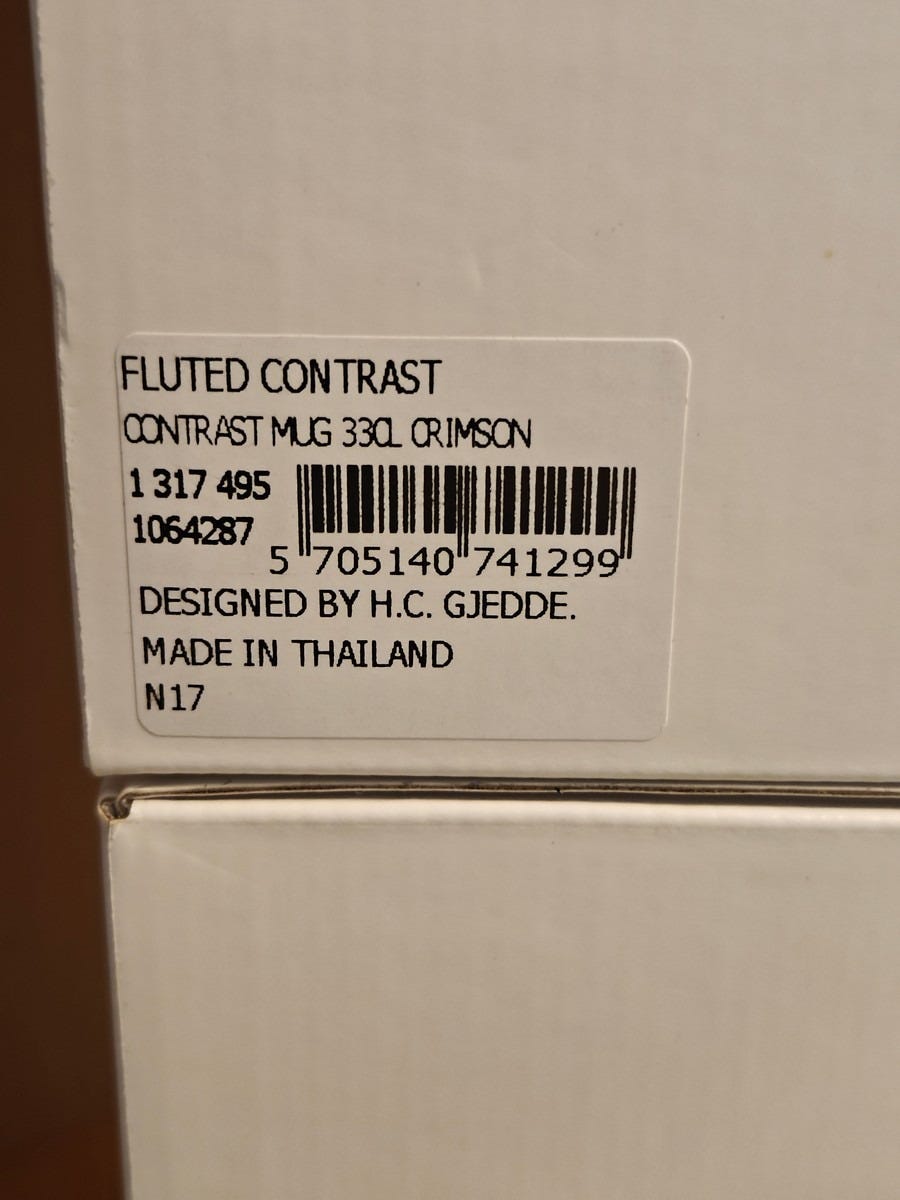 FLUTED CONTRAST
CONTRAST MUG 33CL CRIMSON
1 317 495
1064287
5 705140 741299
DESIGNED BY H.C. GJEDDE.
MADE IN THAILAND
N17